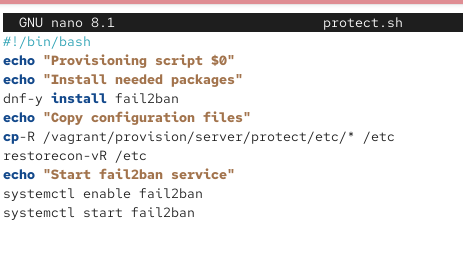 GNU nano 8.1 protect.sh
#!/bin/bash
echo "Provisioning script $0"
echo "Install needed packages"
dnf-y install fail2ban
echo "Copy configuration files"
cp-R /vagrant/provision/server/protect/etc/* /etc
restorecon-vR /etc
echo "Start fail2ban service"
systemctl enable fail2ban
systemctl start fail2ban